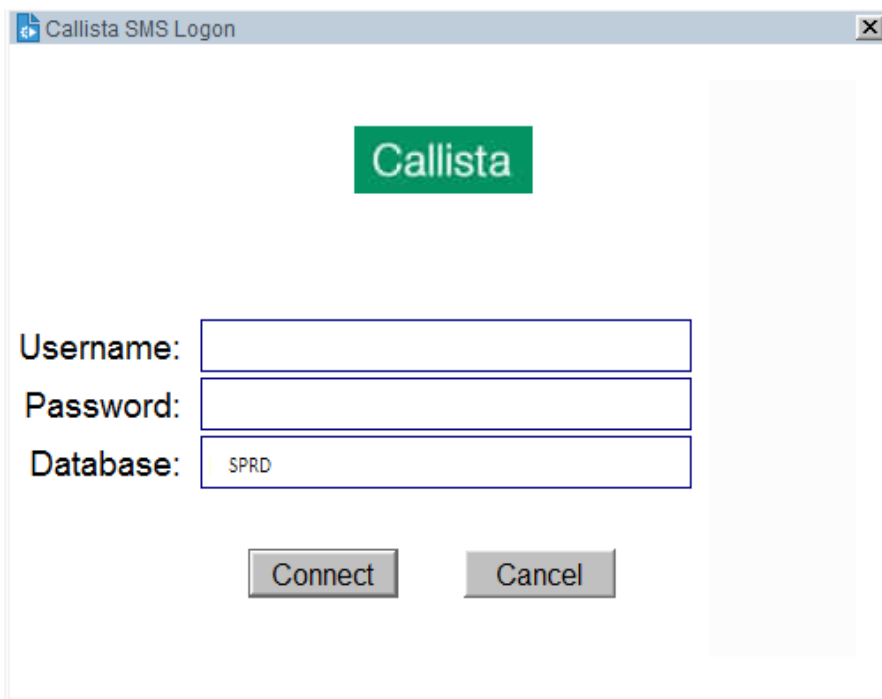 Callista SMS Logon
Callista
Username:
Password:
Database: SPRD
Connect Cancel